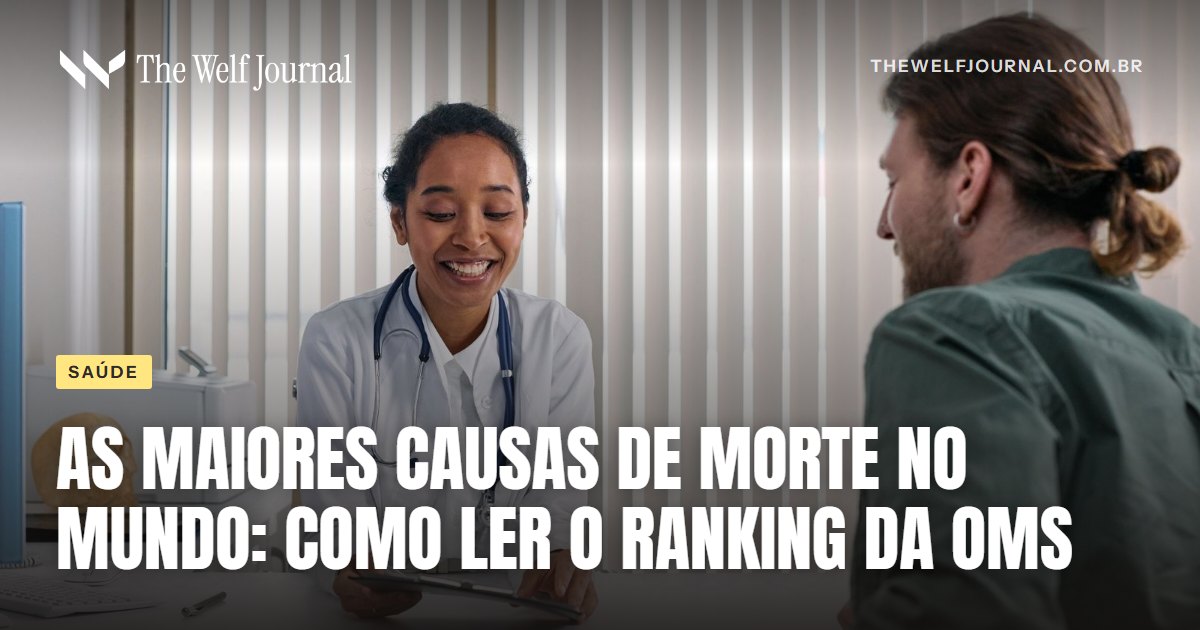 The Welf Journal
THEWELFJOURNAL.COM.BR
SAÚDE
AS MAIORES CAUSAS DE MORTE NO
MUNDO: COMO LER O RANKING DA OMS